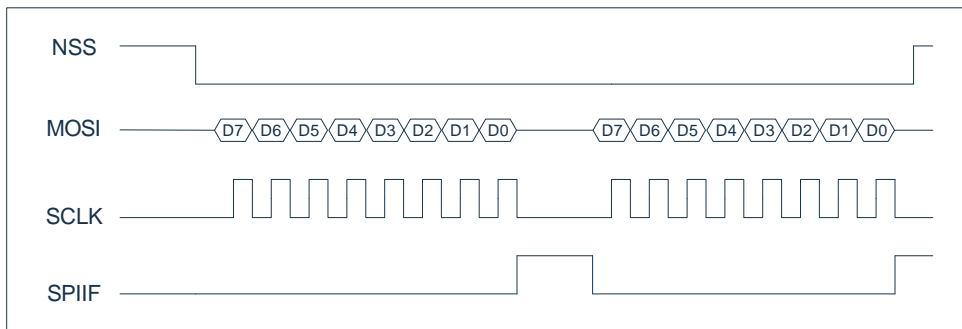 NSS
MOSI D7 D6 D5 D4 D3 D2 D1 D0 D7 D6 D5 D4 D3 D2 D1 D0
SCLK
SPIIF